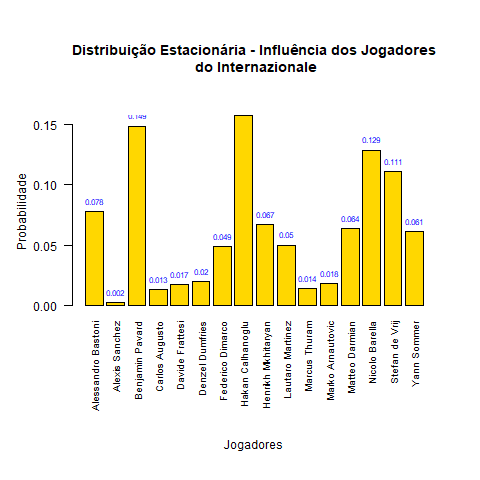 Distribuição Estacionária - Influência dos Jogadores
do Internazionale
Probabilidade
0.15
0.10
0.05
0.00
0.078
0.002
0.149
0.013
0.017
0.02
0.049
0.067
0.05
0.014
0.018
0.064
0.129
0.111
0.061
Alessandro Bastoni
Alexis Sanchez
Benjamin Pavard
Carlos Augusto
Davide Frattesi
Denzel Dumfries
Federico Dimarco
Hakan Calhanoglu
Henrikh Mkhitaryan
Lautaro Martinez
Marcus Thuram
Marko Arnautovic
Matteo Darmian
Nicolo Barella
Stefan de Vrij
Yann Sommer
Jogadores